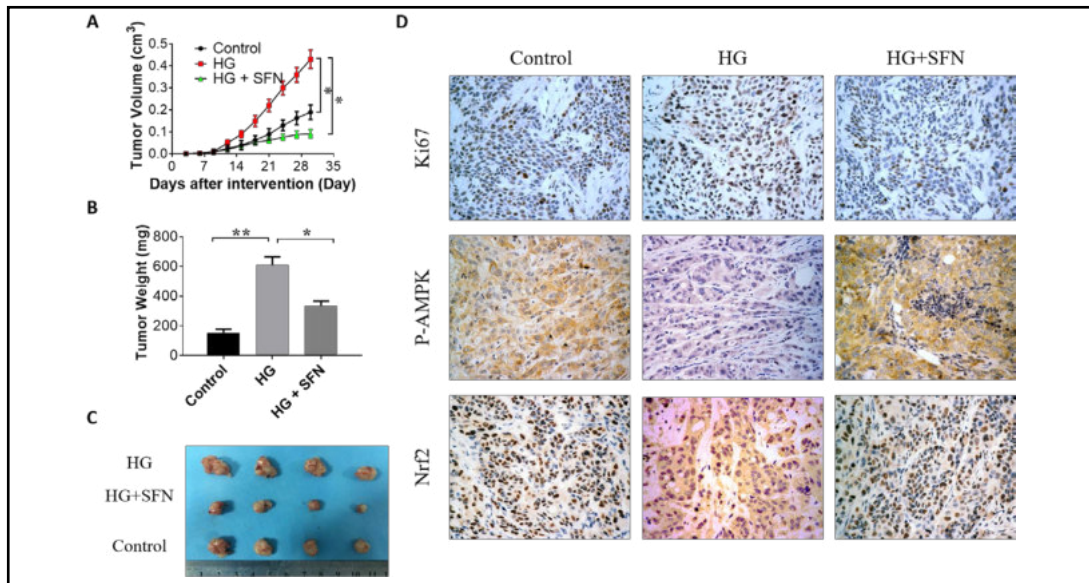 A
Tumor Volume (cm³)
0.5
0.4
0.3
0.2
0.1
0.0
Control
HG
HG + SFN
*
*
0 7 14 21 28 35
Days after intervention (Day)
B
Tumor Weight (mg)
800
600
400
200
0
** *
Control HG HG + SFN
C
HG
HG+SFN
Control
D
Control HG HG+SFN
Ki67
P-AMPK
Nrf2